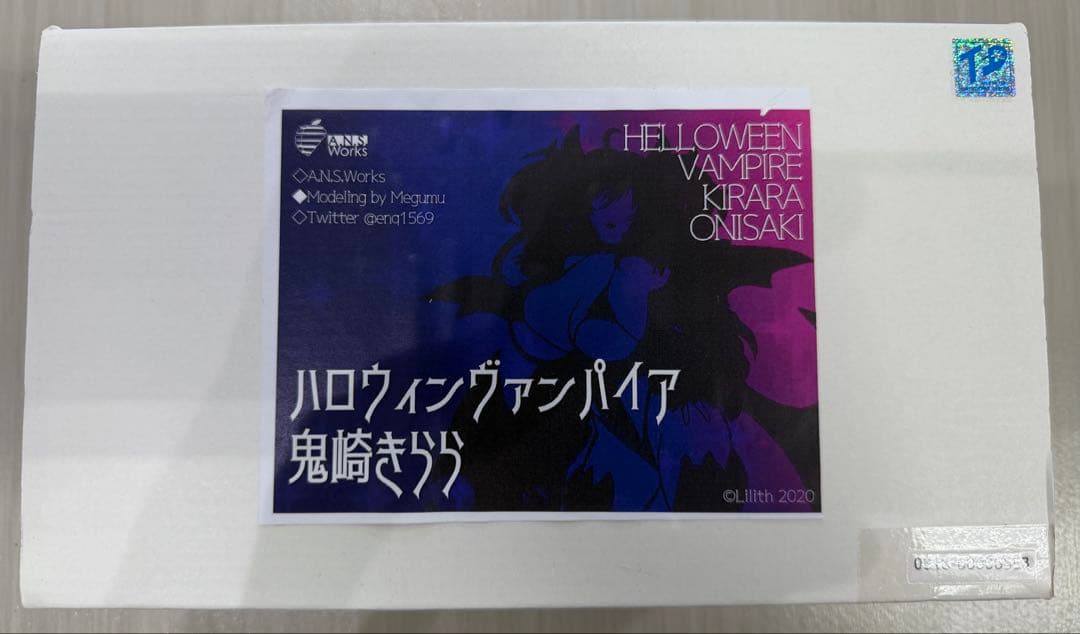 A.N.S.
Works
◇A.N.S.Works
◆Modeling by Megumu
◇Twitter @enq1569
HELLOWEEN
VAMPIRE
KIRARA
ONIISAKI
ハロウィンヴァンパイア
鬼崎きらら
©Lilith 2020